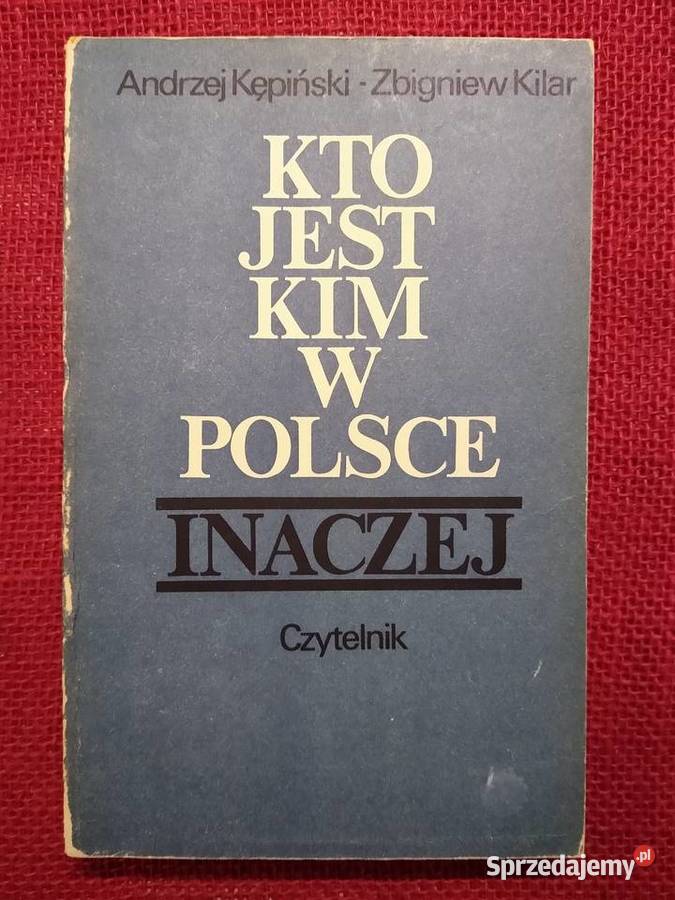 Andrzej Kępiński · Zbigniew Kilar
KTO
JEST
KIM
W
POLSCE
INACZEJ
Czytelnik
Sprzedajemy.pl